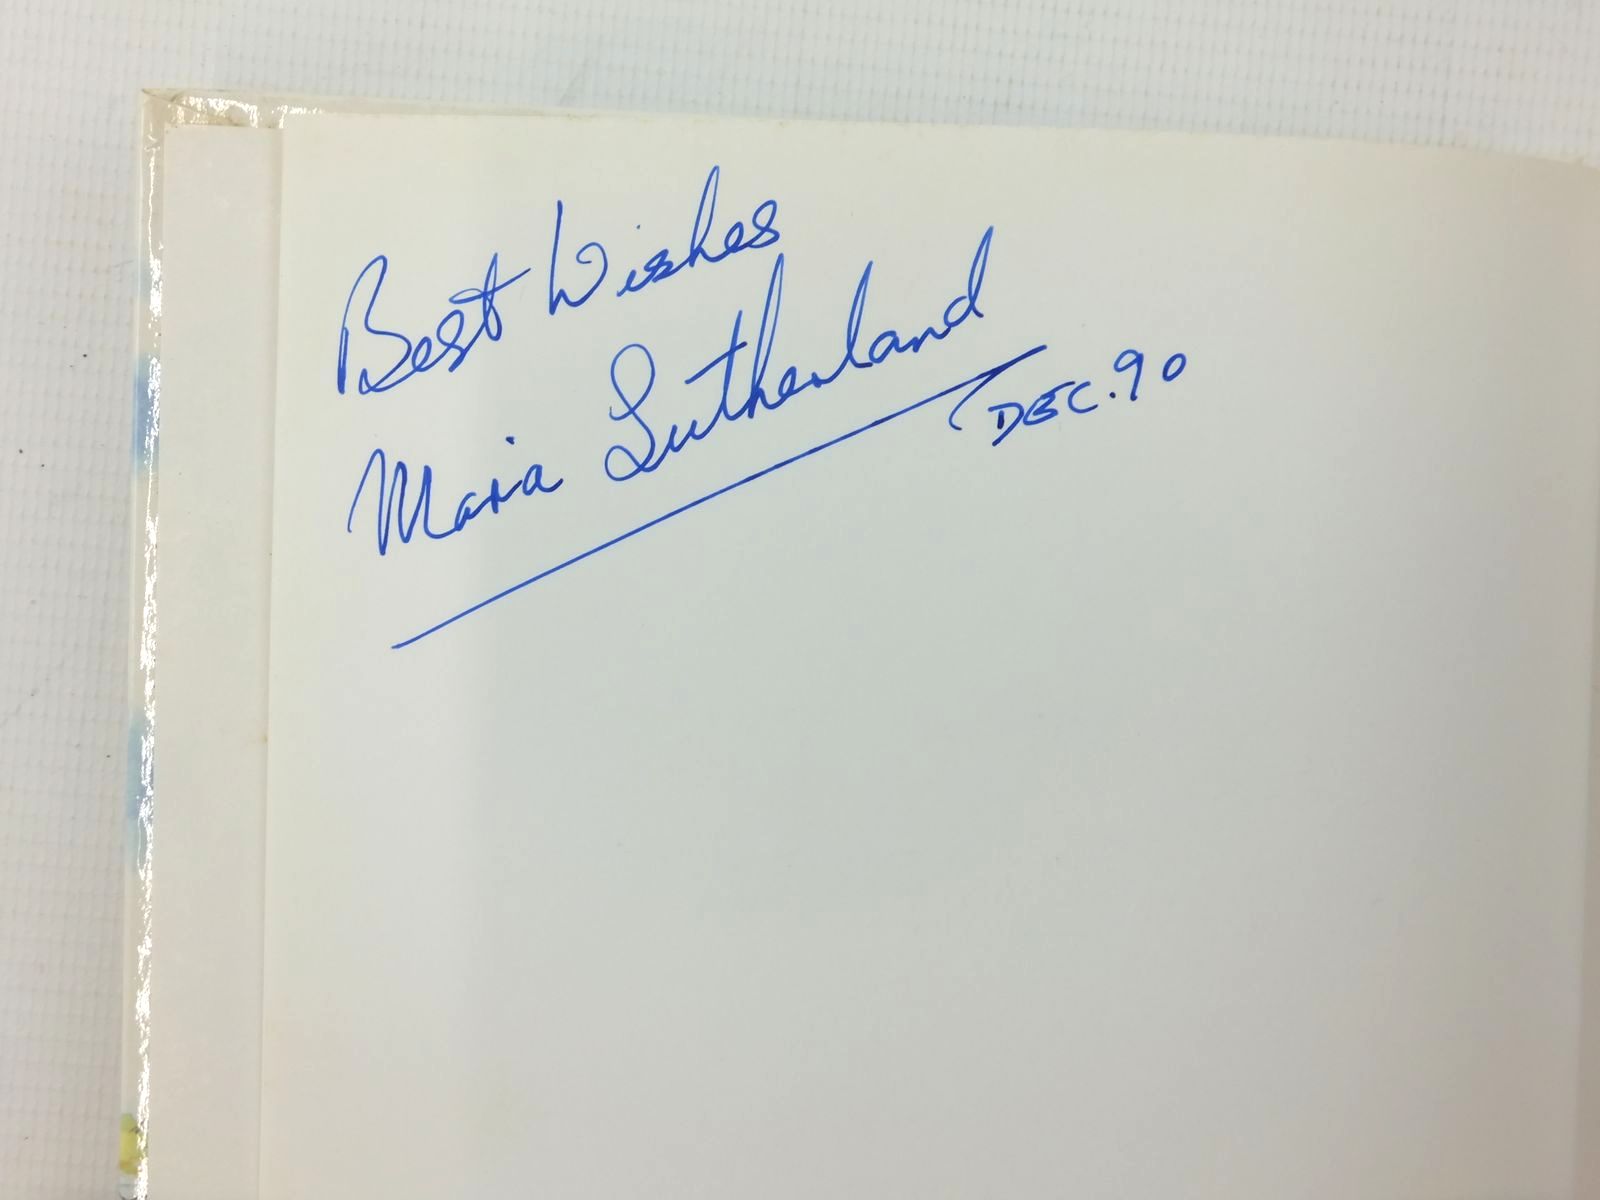 Best Wishes
Maria Sutherland
DEC. 90